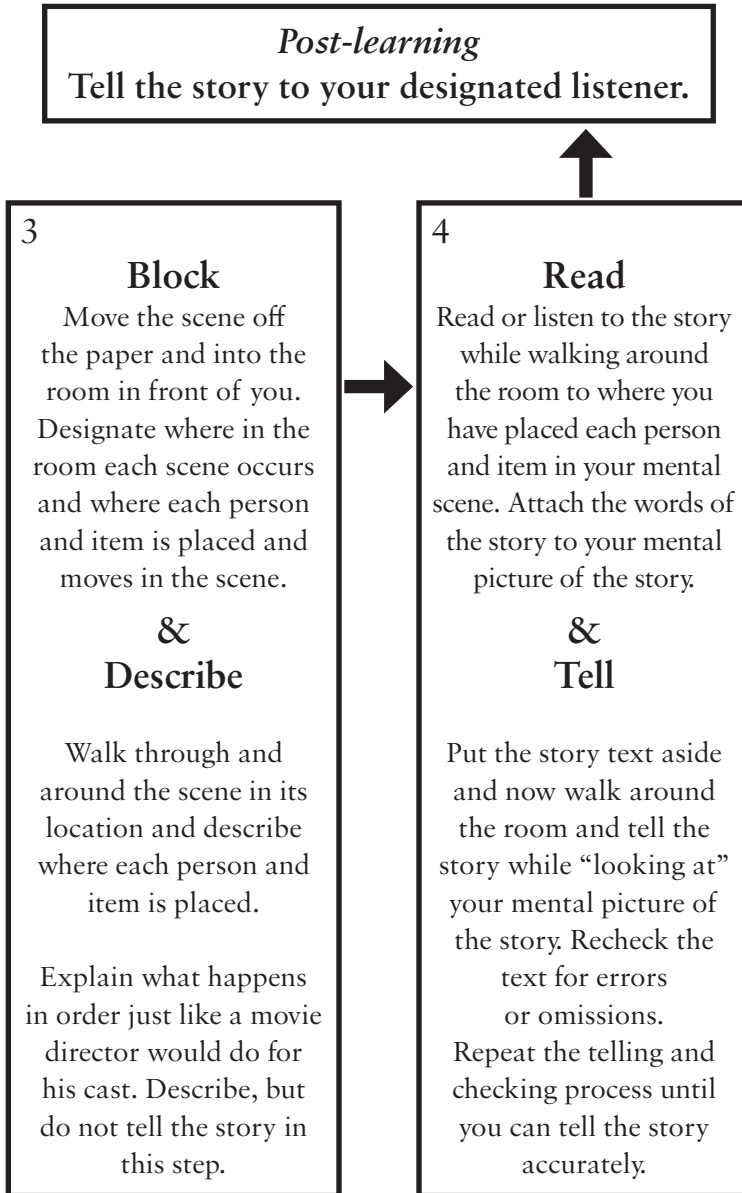 Post-learning
Tell the story to your designated listener.
3
Block
Move the scene off
the paper and into the
room in front of you.
Designate where in the
room each scene occurs
and where each person
and item is placed and
moves in the scene.
&
Describe
Walk through and
around the scene in its
location and describe
where each person and
item is placed.
Explain what happens
in order just like a movie
director would do for
his cast. Describe, but
do not tell the story in
this step.
4
Read
Read or listen to the story
while walking around
the room to where you
have placed each person
and item in your mental
scene. Attach the words of
the story to your mental
picture of the story.
&
Tell
Put the story text aside
and now walk around
the room and tell the
story while “looking at”
your mental picture of
the story. Recheck the
text for errors
or omissions.
Repeat the telling and
checking process until
you can tell the story
accurately.